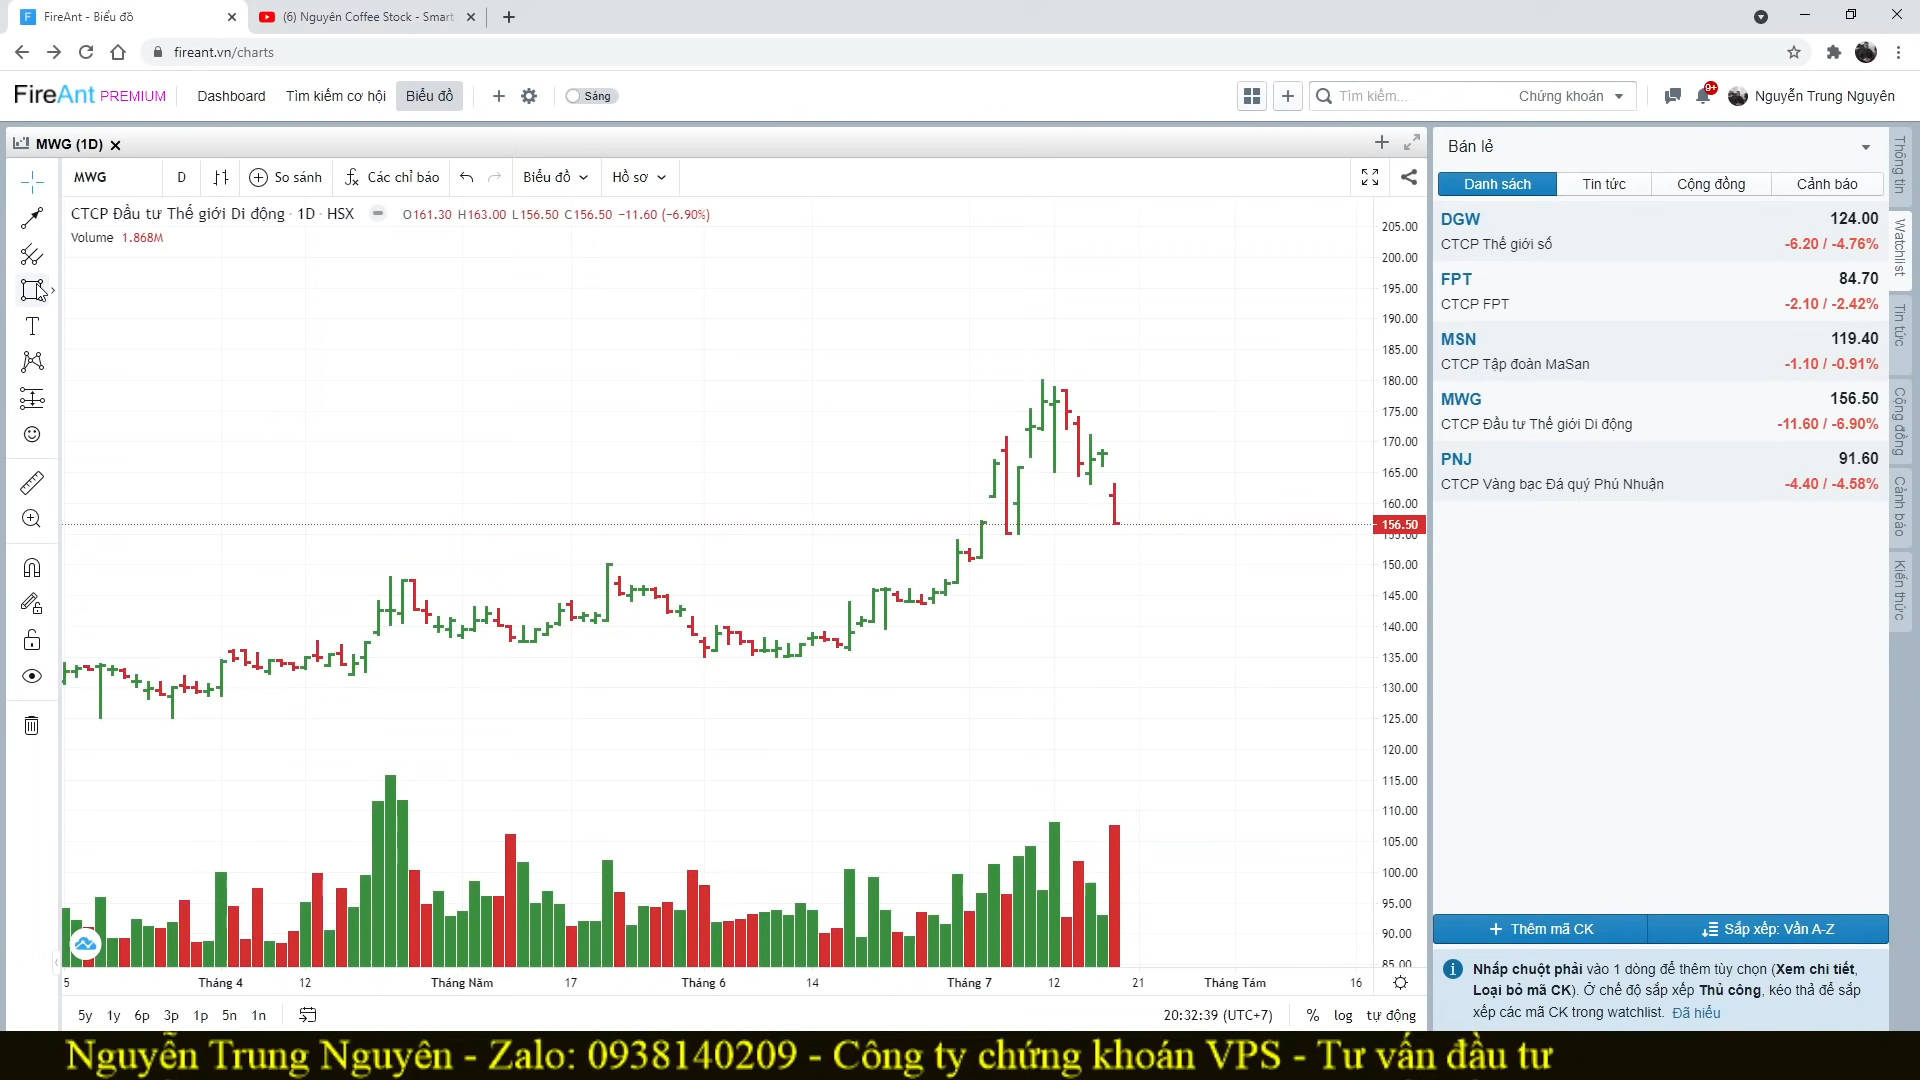 FireAnt - Biểu đồ
(6) Nguyên Coffee Stock - Smart
fireant.vn/charts
FireAnt PREMIUM
Dashboard
Tìm kiếm cơ hội
Biểu đồ
Sáng
Tìm kiếm...
Chứng khoán
9+
Nguyễn Trung Nguyên
MWG (1D)
MWG
D
So sánh
Các chỉ báo
Biểu đồ
Hồ sơ
CTCP Đầu tư Thế giới Di động · 1D · HSX
O161.30 H163.00 L156.50 C156.50 −11.60 (−6.90%)
Volume 1.868M
205.00
200.00
195.00
190.00
185.00
180.00
175.00
170.00
165.00
160.00
156.50
155.00
150.00
145.00
140.00
135.00
130.00
125.00
120.00
115.00
110.00
105.00
100.00
95.00
90.00
85.00
5
Tháng 4
12
Tháng Năm
17
Tháng 6
14
Tháng 7
12
21
Tháng Tám
16
5y 1y 6p 3p 1p 5n 1n
20:32:39 (UTC+7)
% log tự động
Bán lẻ
Danh sách
Tin tức
Cộng đồng
Cảnh báo
DGW 124.00
CTCP Thế giới số -6.20 / -4.76%
FPT 84.70
CTCP FPT -2.10 / -2.42%
MSN 119.40
CTCP Tập đoàn MaSan -1.10 / -0.91%
MWG 156.50
CTCP Đầu tư Thế giới Di động -11.60 / -6.90%
PNJ 91.60
CTCP Vàng bạc Đá quý Phú Nhuận -4.40 / -4.58%
Thêm mã CK
Sắp xếp: Vần A-Z
Nhấp chuột phải vào 1 dòng để thêm tùy chọn (Xem chi tiết,
Loại bỏ mã CK). Ở chế độ sắp xếp Thủ công, kéo thả để sắp
xếp các mã CK trong watchlist. Đã hiểu
Thông tin
Watchlist
Tin tức
Cộng đồng
Cảnh báo
Kiến thức
Nguyễn Trung Nguyên - Zalo: 0938140209 - Công ty chứng khoán VPS - Tư vấn đầu tư